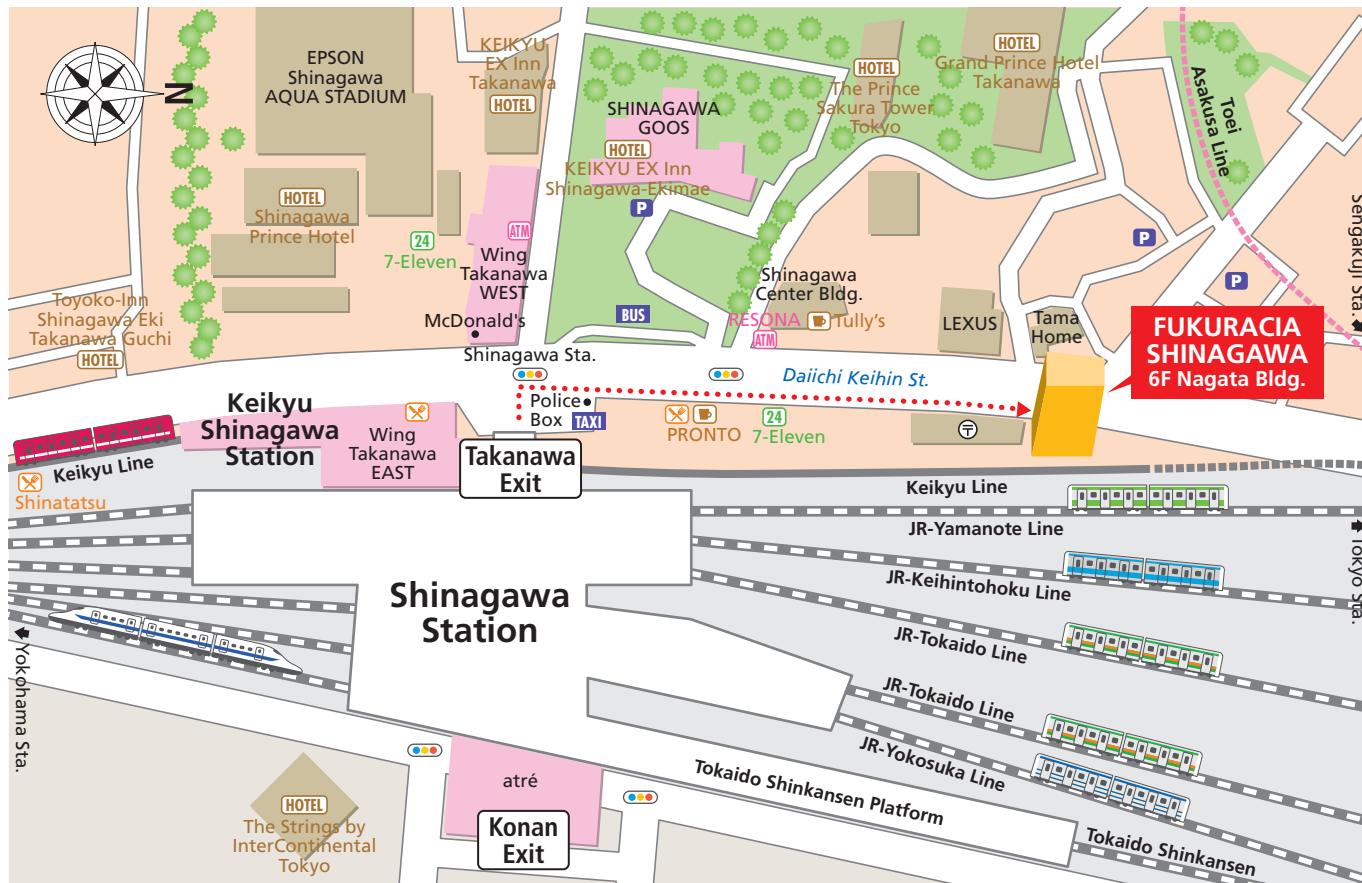 N
EPSON
Shinagawa
AQUA STADIUM
KEIKYU
EX Inn
Takanawa
HOTEL
SHINAGAWA
GOOS
HOTEL
KEIKYU EX Inn
Shinagawa-Ekimae
P
HOTEL
The Prince
Sakura Tower
Tokyo
HOTEL
Grand Prince Hotel
Takanawa
Toei
Asakusa Line
Sengakuji Sta.
P
P
HOTEL
Shinagawa
Prince Hotel
24
7-Eleven
ATM
Wing
Takanawa
WEST
McDonald's
Shinagawa Sta.
Toyoko-Inn
Shinagawa Eki
Takanawa Guchi
HOTEL
BUS
Shinagawa
Center Bldg.
RESONA
ATM
Tully's
LEXUS
Tama
Home
FUKURACIA
SHINAGAWA
6F Nagata Bldg.
Daiichi Keihin St.
Police
Box
TAXI
PRONTO
24
7-Eleven
〒
Keikyu
Shinagawa
Station
Wing
Takanawa
EAST
Takanawa
Exit
Keikyu Line
Shinatatsu
Keikyu Line
JR-Yamanote Line
JR-Keihintohoku Line
JR-Tokaido Line
JR-Tokaido Line
JR-Yokosuka Line
Tokyo Sta.
Shinagawa
Station
Yokohama Sta.
Tokaido Shinkansen Platform
Tokaido Shinkansen
atré
Konan
Exit
HOTEL
The Strings by
InterContinental
Tokyo